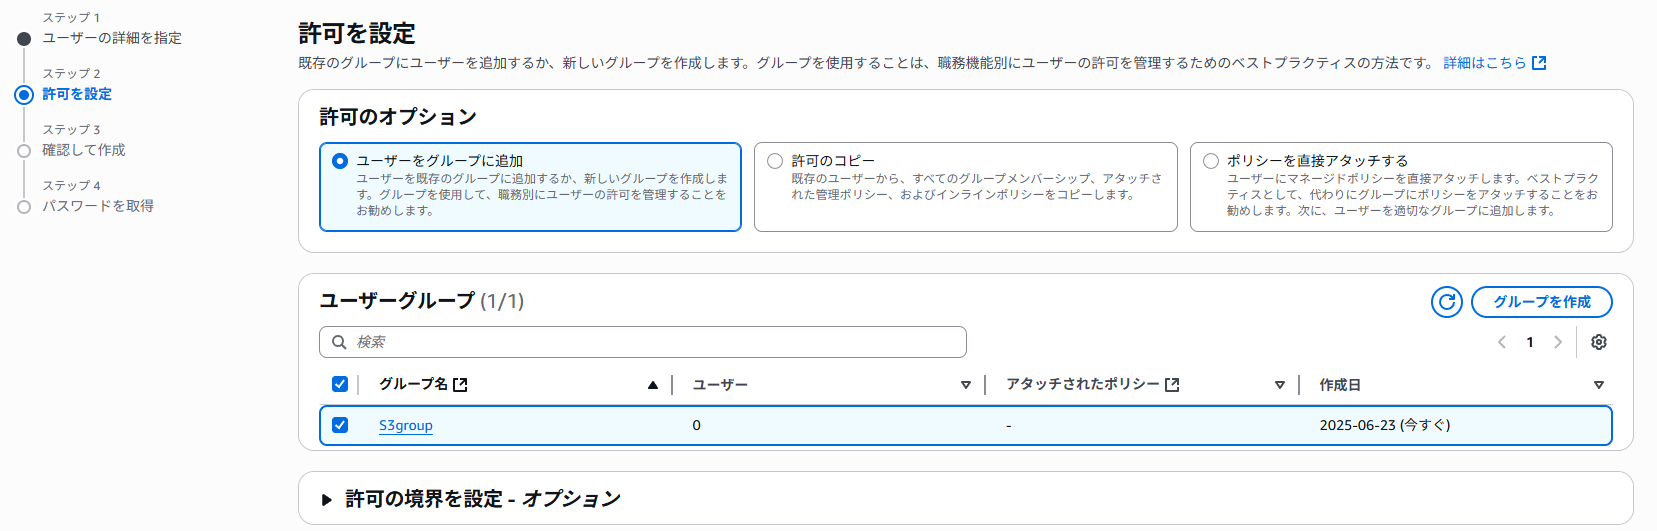 ステップ 1
ユーザーの詳細を指定
ステップ 2
許可を設定
ステップ 3
確認して作成
ステップ 4
パスワードを取得
許可を設定
既存のグループにユーザーを追加するか、新しいグループを作成します。グループを使用することは、職務機能別にユーザーの許可を管理するためのベストプラクティスの方法です。 詳細はこちら
許可のオプション
ユーザーをグループに追加
ユーザーを既存のグループに追加するか、新しいグループを作成しま
す。グループを使用して、職務別にユーザーの許可を管理することを
お勧めします。
許可のコピー
既存のユーザーから、すべてのグループメンバーシップ、アタッチさ
れた管理ポリシー、およびインラインポリシーをコピーします。
ポリシーを直接アタッチする
ユーザーにマネージドポリシーを直接アタッチします。ベストプラク
ティスとして、代わりにグループにポリシーをアタッチすることをお
勧めします。次に、ユーザーを適切なグループに追加します。
ユーザーグループ (1/1)
グループを作成
検索
1
グループ名 ユーザー アタッチされたポリシー 作成日
S3group 0 - 2025-06-23 (今すぐ)
許可の境界を設定 - オプション